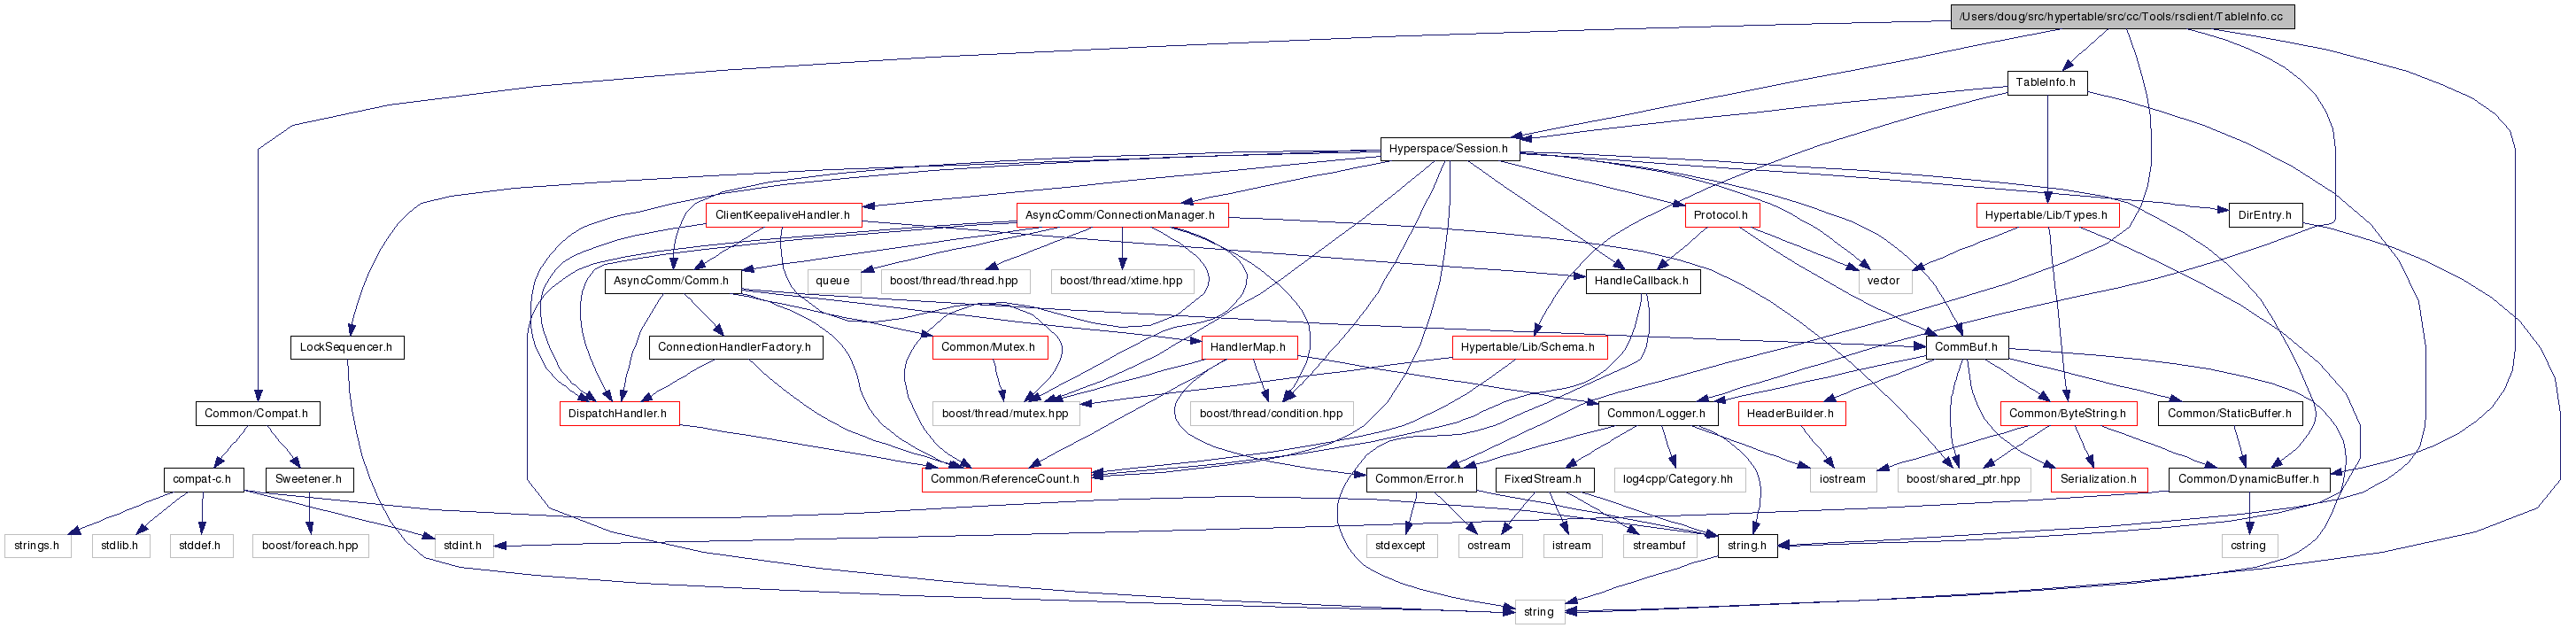 /Users/doug/src/hypertable/src/cc/Tools/rsclient/TableInfo.cc
TableInfo.h
Hyperspace/Session.h
ClientKeepaliveHandler.h
AsyncComm/ConnectionManager.h
Protocol.h
Hypertable/Lib/Types.h
DirEntry.h
AsyncComm/Comm.h
queue
boost/thread/thread.hpp
boost/thread/xtime.hpp
HandleCallback.h
vector
LockSequencer.h
ConnectionHandlerFactory.h
Common/Mutex.h
HandlerMap.h
Hypertable/Lib/Schema.h
CommBuf.h
Common/Compat.h
DispatchHandler.h
boost/thread/mutex.hpp
boost/thread/condition.hpp
Common/Logger.h
HeaderBuilder.h
Common/ByteString.h
Common/StaticBuffer.h
compat-c.h
Sweetener.h
Common/ReferenceCount.h
Common/Error.h
FixedStream.h
log4cpp/Category.hh
iostream
boost/shared_ptr.hpp
Serialization.h
Common/DynamicBuffer.h
strings.h
stdlib.h
stddef.h
boost/foreach.hpp
stdint.h
stdexcept
ostream
istream
streambuf
string.h
cstring
string